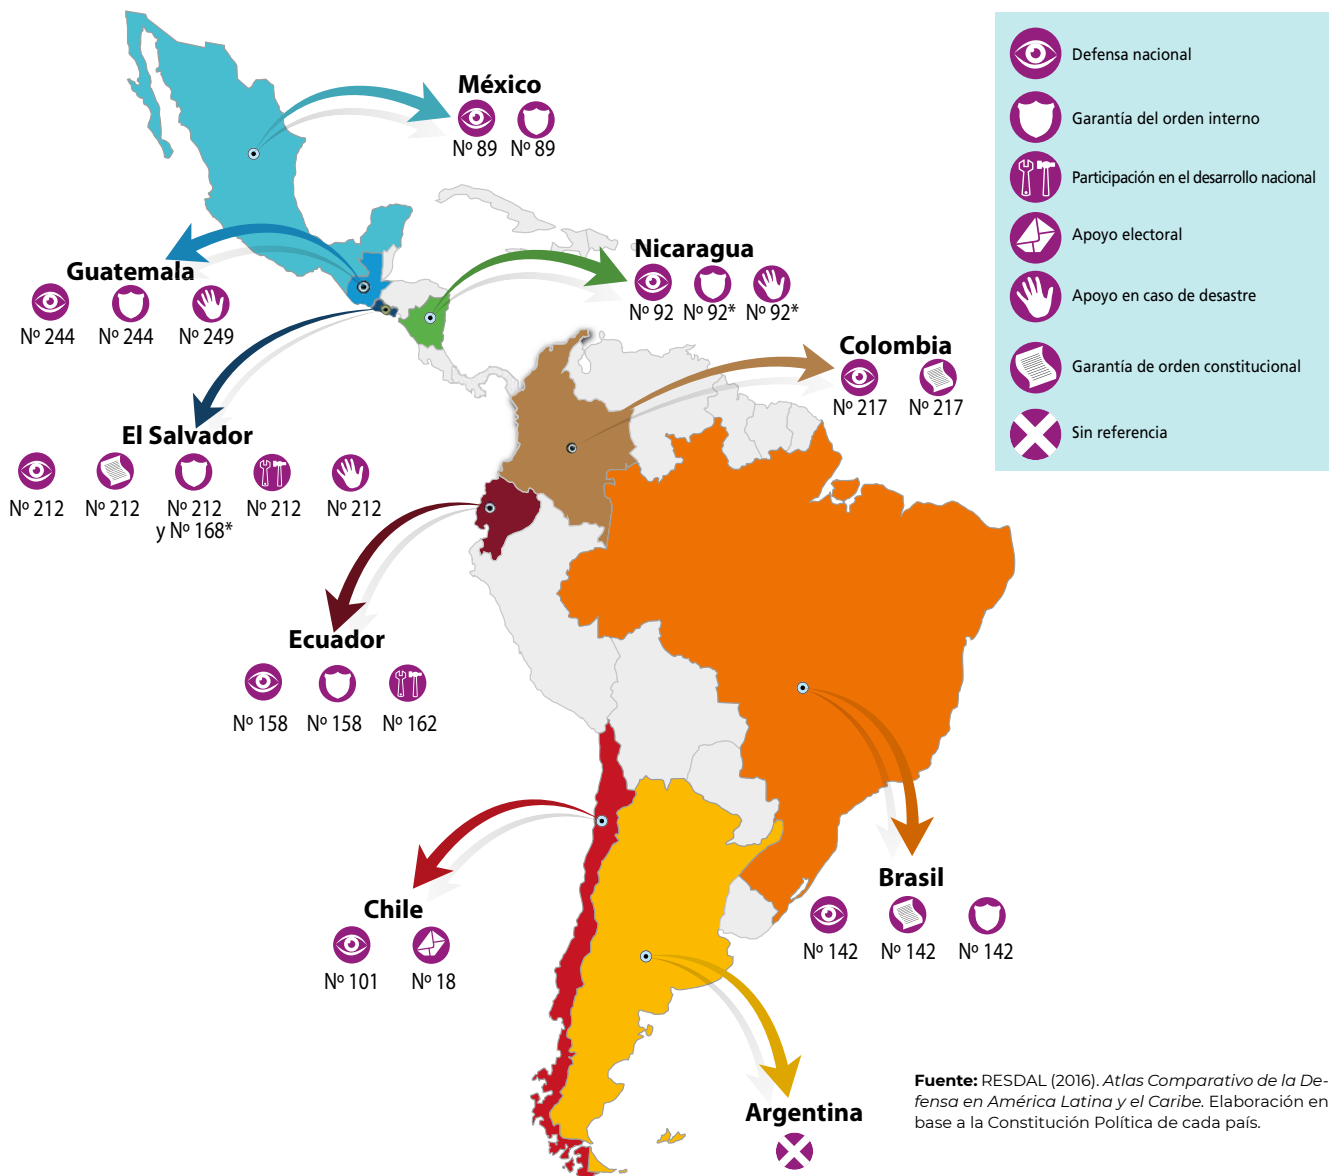 México
Nº 89 Nº 89
Guatemala
Nº 244 Nº 244 Nº 249
Nicaragua
Nº 92 Nº 92* Nº 92*
Colombia
Nº 217 Nº 217
El Salvador
Nº 212 Nº 212 Nº 212 Nº 212 Nº 212
y Nº 168*
Ecuador
Nº 158 Nº 158 Nº 162
Chile
Nº 101 Nº 18
Brasil
Nº 142 Nº 142 Nº 142
Argentina
Defensa nacional
Garantía del orden interno
Participación en el desarrollo nacional
Apoyo electoral
Apoyo en caso de desastre
Garantía de orden constitucional
Sin referencia
Fuente: RESDAL (2016). Atlas Comparativo de la De-
fensa en América Latina y el Caribe. Elaboración en
base a la Constitución Política de cada país.